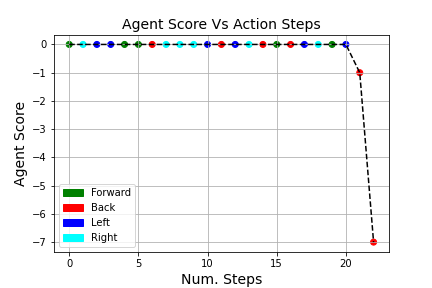 Agent Score Vs Action Steps
Agent Score
0
−1
−2
−3
−4
−5
−6
−7
Forward
Back
Left
Right
0 5 10 15 20
Num. Steps